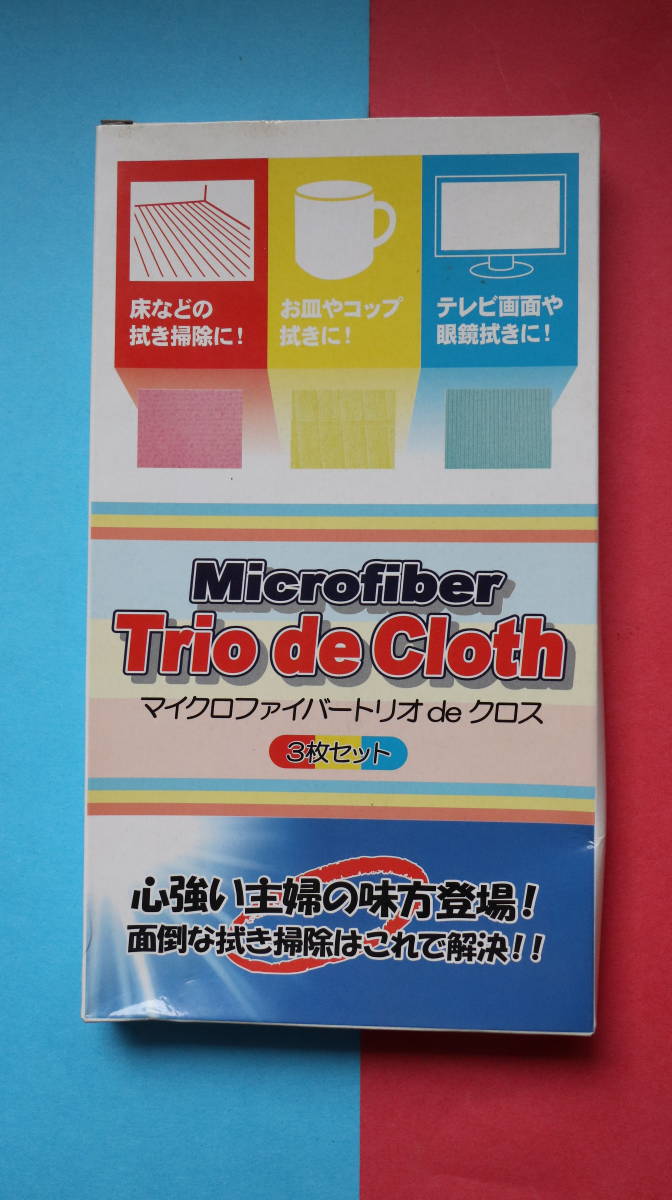 床などの
拭き掃除に！
お皿やコップ
拭きに！
テレビ画面や
眼鏡拭きに！
Microfiber
Trio de Cloth
マイクロファイバートリオ de クロス
3枚セット
心強い主婦の味方登場！
面倒な拭き掃除はこれで解決！！